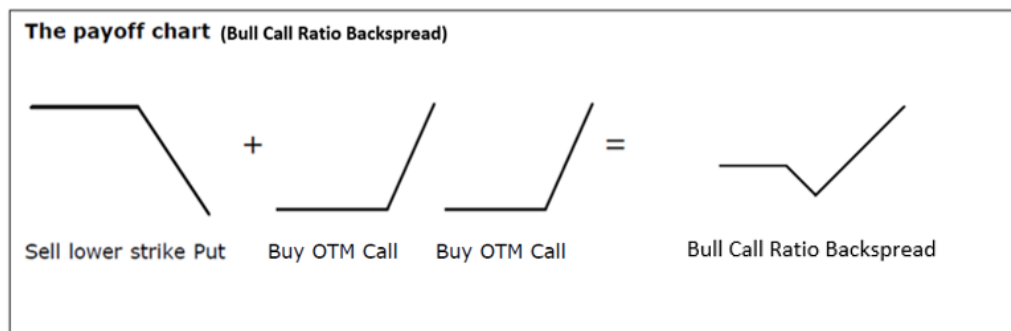 The payoff chart (Bull Call Ratio Backspread)
+
=
Sell lower strike Put
Buy OTM Call
Buy OTM Call
Bull Call Ratio Backspread